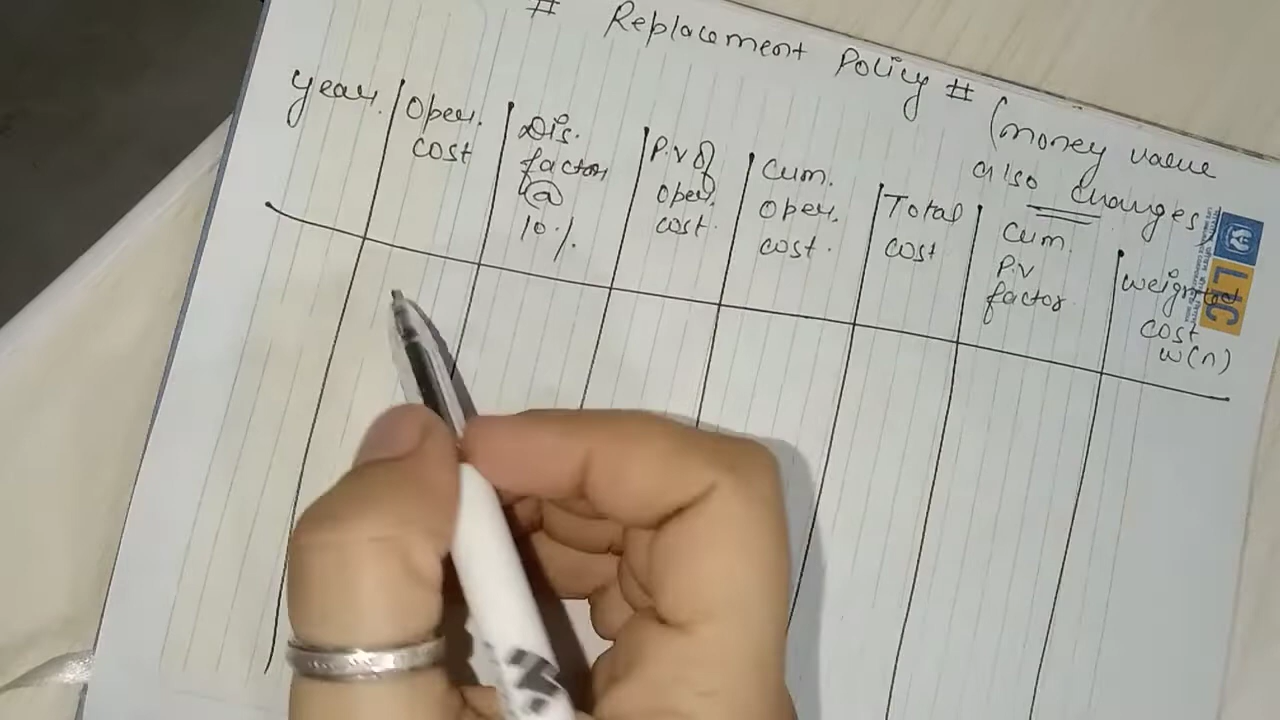 # Replacement Policy # (money value
also changes
year.
Oper.
cost
Dis.
factor
@
10%
P.V of
oper.
cost.
Cum.
Oper.
cost.
Total
cost
Cum.
P.V
factor.
weighted
cost
w(n)
LIC